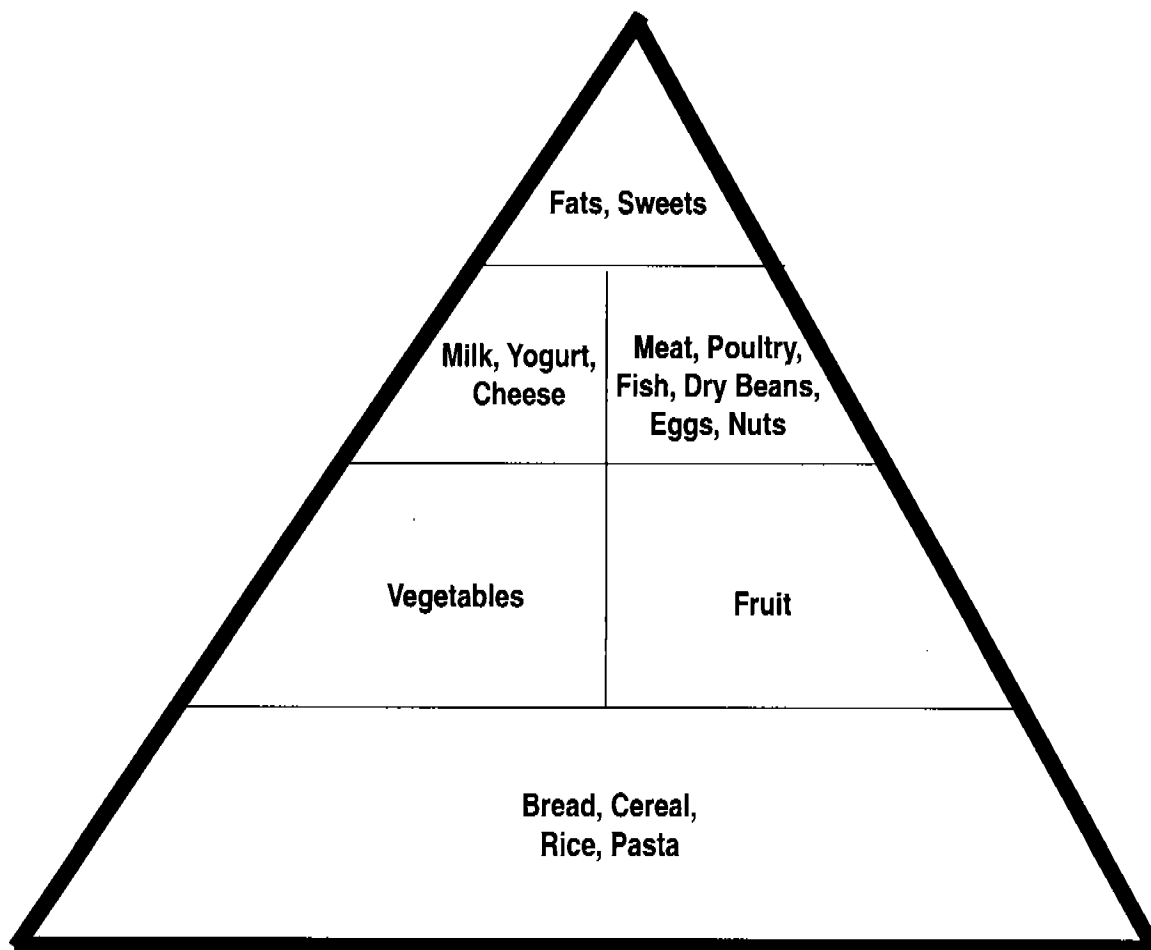 Fats, Sweets
Milk, Yogurt,
Cheese
Meat, Poultry,
Fish, Dry Beans,
Eggs, Nuts
Vegetables
Fruit
Bread, Cereal,
Rice, Pasta